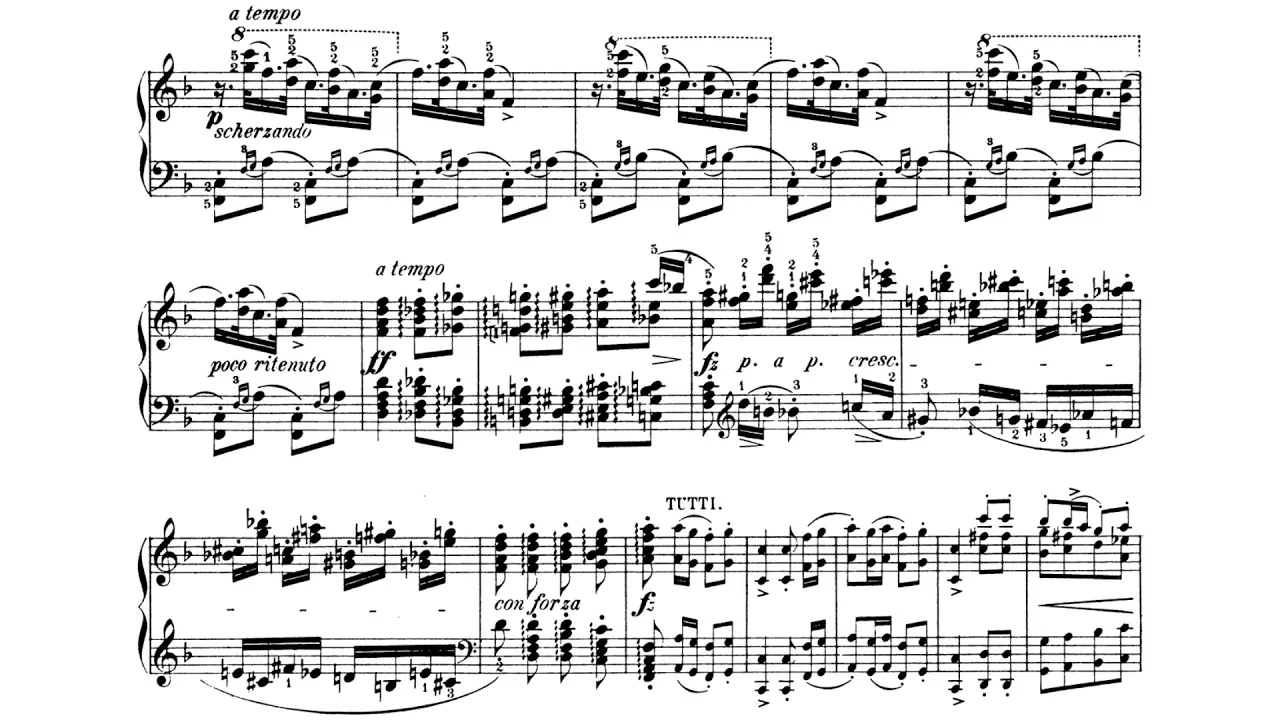 a tempo
p
scherzando
a tempo
poco ritenuto
ff
fz p. a p. cresc.
TUTTI.
con forza
fz